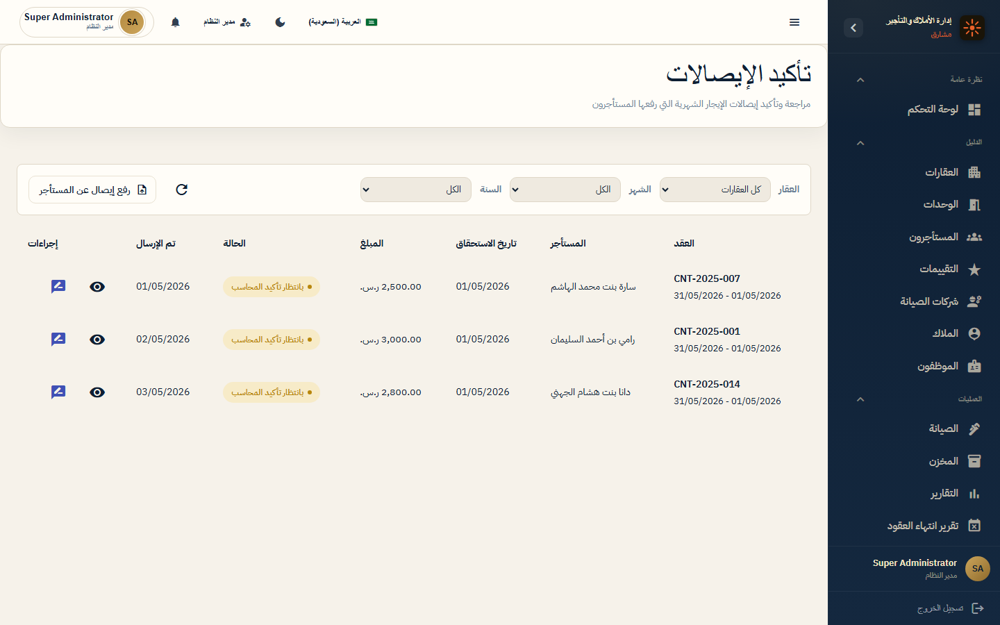 إدارة الأملاك والتأجير
مشارق
نظرة عامة
لوحة التحكم
الدليل
العقارات
الوحدات
المستأجرون
التقييمات
شركات الصيانة
الملاك
الموظفون
العمليات
الصيانة
المخزن
التقارير
تقرير انتهاء العقود
SA
Super Administrator
مدير النظام
تسجيل الخروج
العربية (السعودية)
مدير النظام
SA
Super Administrator
مدير النظام
تأكيد الإيصالات
مراجعة وتأكيد إيصالات الإيجار الشهرية التي رفعها المستأجرون
العقار كل العقارات الشهر الكل السنة الكل رفع إيصال عن المستأجر
العقد المستأجر تاريخ الاستحقاق المبلغ الحالة تم الإرسال إجراءات
CNT-2025-007
31/05/2026 - 01/05/2026
سارة بنت محمد الهاشم 01/05/2026 2,500.00 ر.س. بانتظار تأكيد المحاسب 01/05/2026
CNT-2025-001
31/05/2026 - 01/05/2026
رامي بن أحمد السليمان 01/05/2026 3,000.00 ر.س. بانتظار تأكيد المحاسب 02/05/2026
CNT-2025-014
31/05/2026 - 01/05/2026
دانا بنت هشام الجهني 01/05/2026 2,800.00 ر.س. بانتظار تأكيد المحاسب 03/05/2026